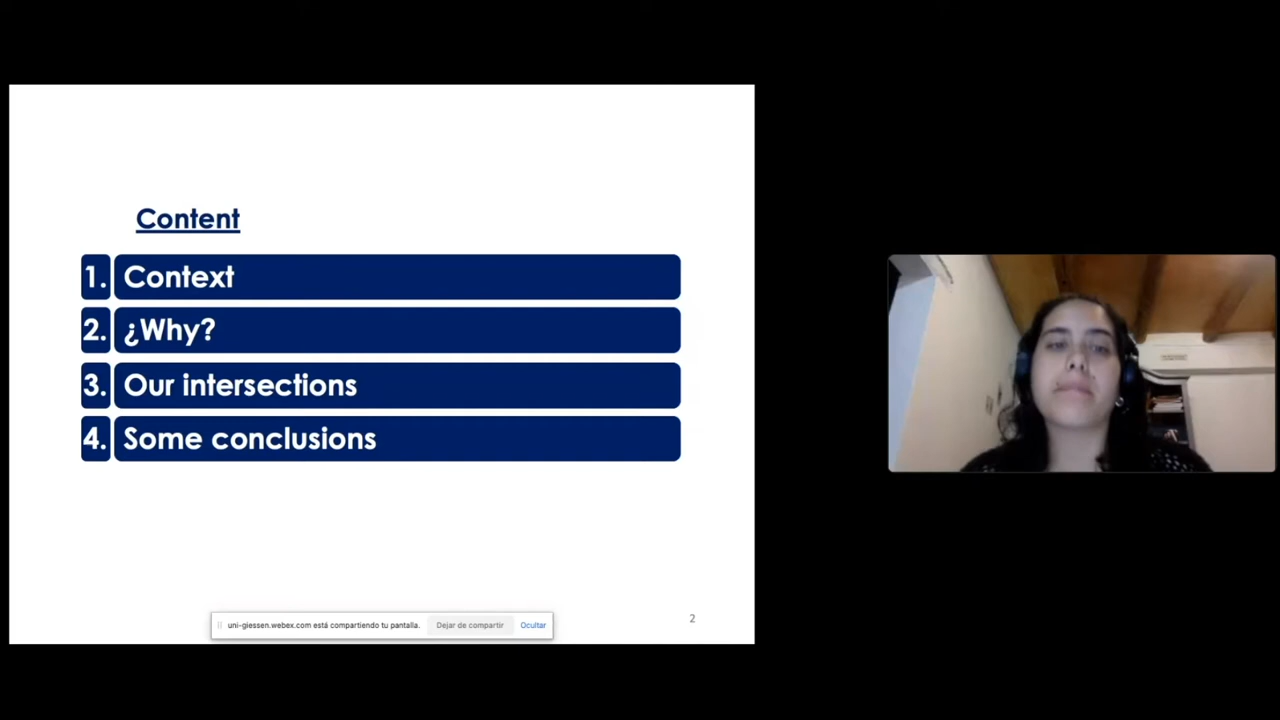 Content
1. Context
2. ¿Why?
3. Our intersections
4. Some conclusions
uni-giessen.webex.com está compartiendo tu pantalla. Dejar de compartir Ocultar
2